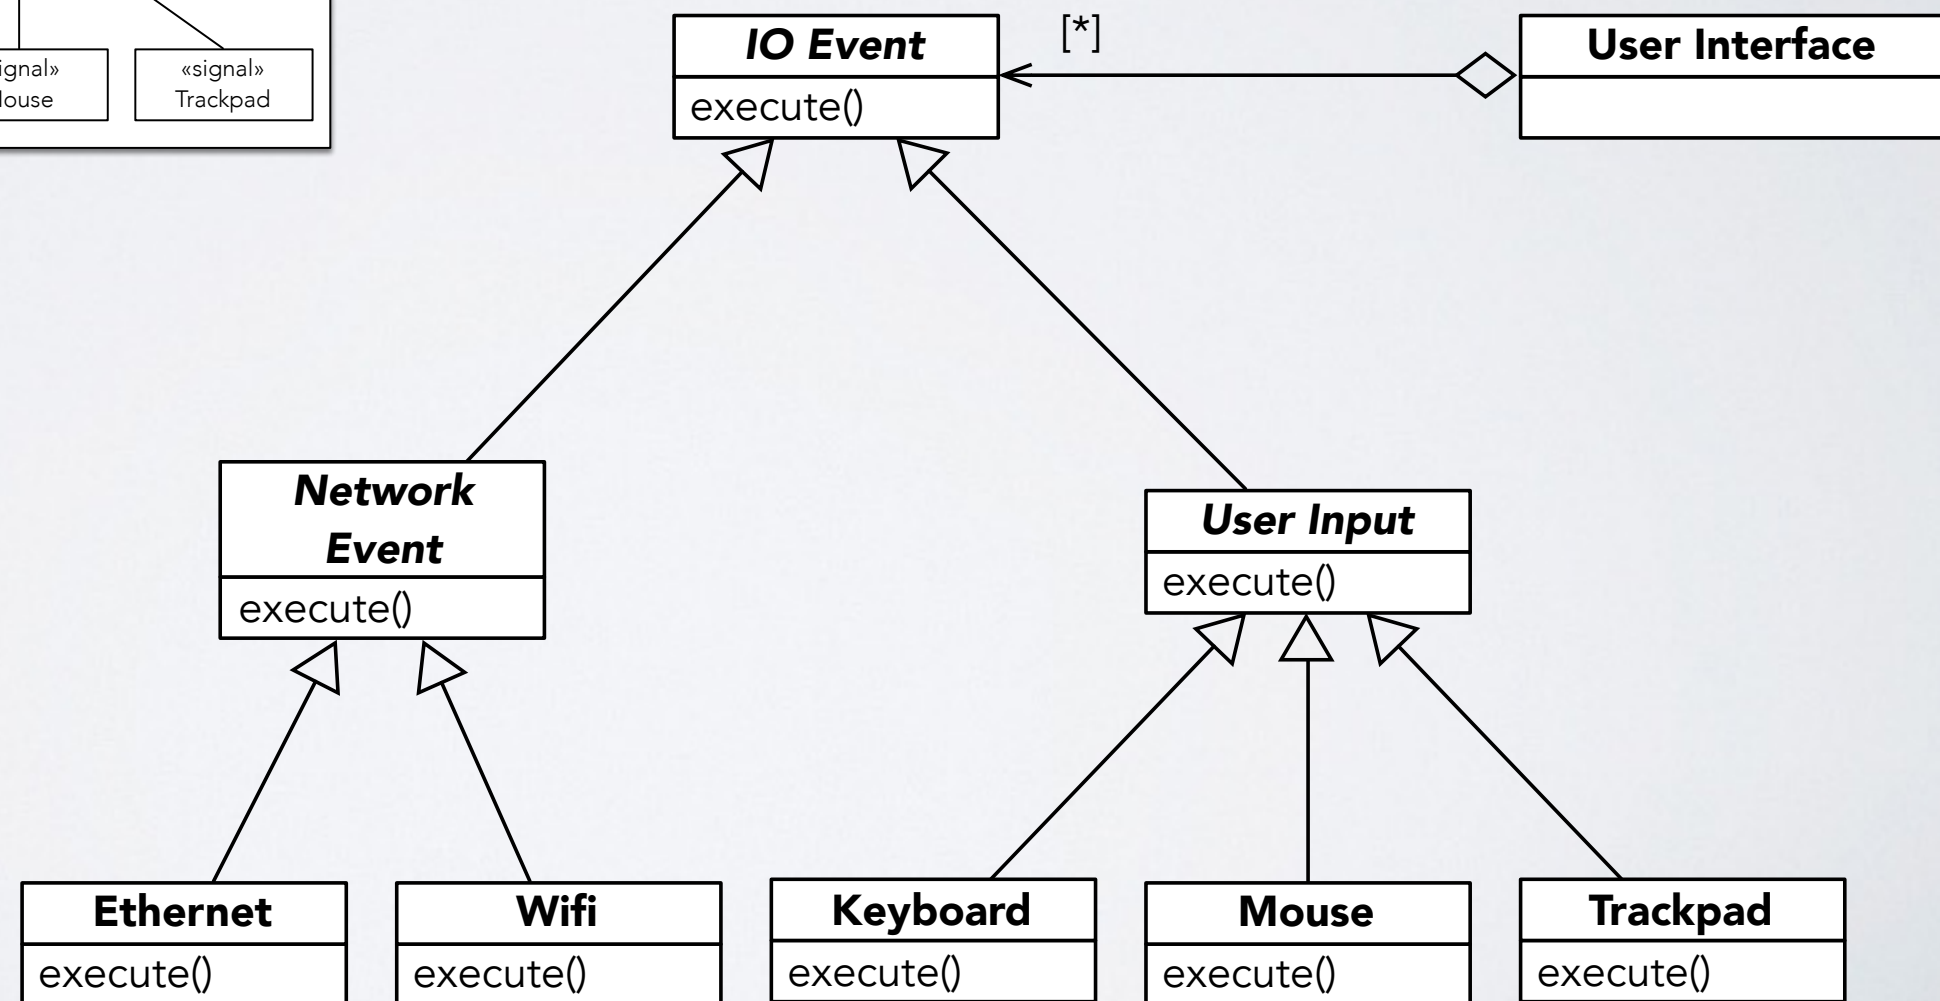 «signal»
Trackpad
IO Event
execute()
[*]
User Interface
Network
Event
execute()
User Input
execute()
Ethernet
execute()
Wifi
execute()
Keyboard
execute()
Mouse
execute()
Trackpad
execute()